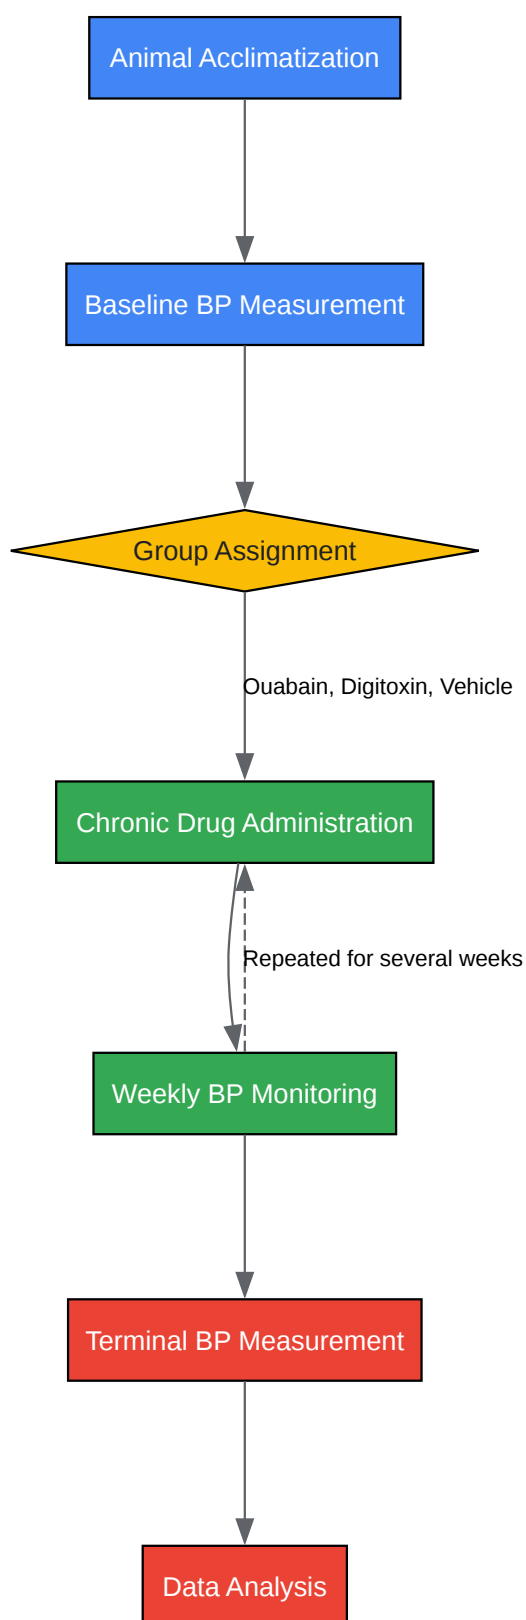 Animal Acclimatization
Baseline BP Measurement
Group Assignment
Ouabain, Digitoxin, Vehicle
Chronic Drug Administration
Repeated for several weeks
Weekly BP Monitoring
Terminal BP Measurement
Data Analysis